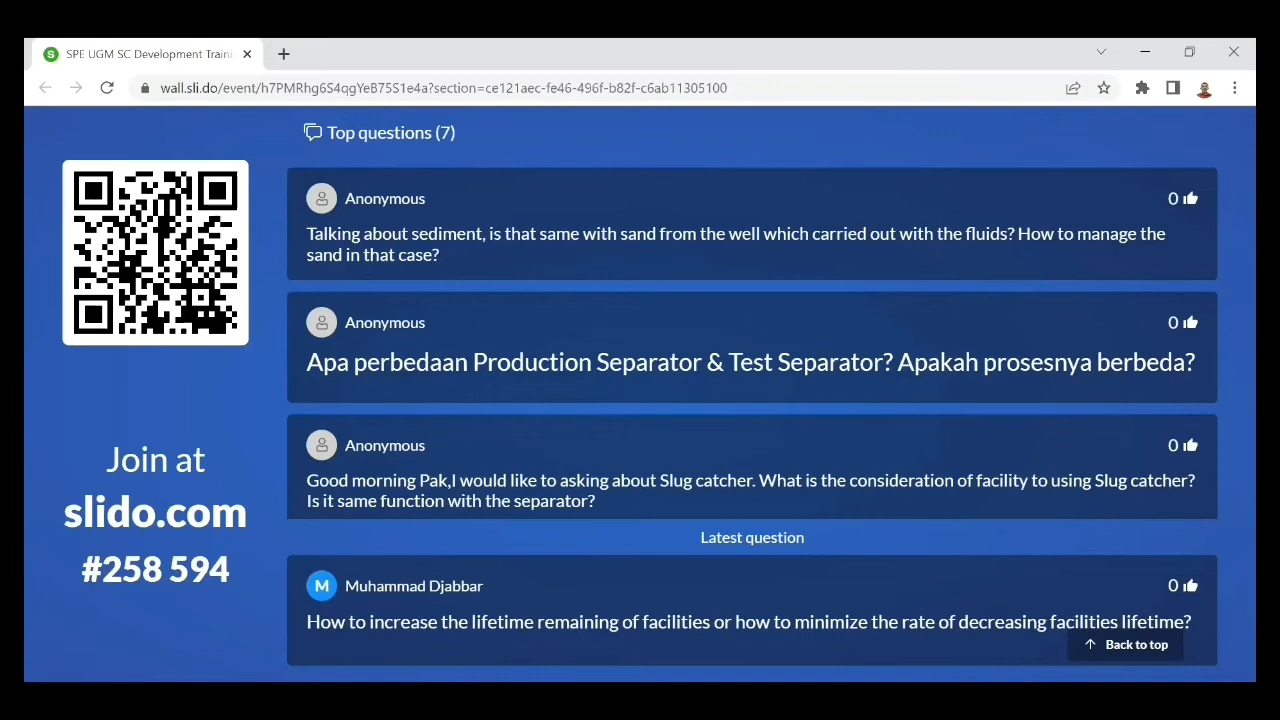 SPE UGM SC Development Traini
wall.sli.do/event/h7PMRhg6S4qgYeB75S1e4a?section=ce121aec-fe46-496f-b82f-c6ab11305100
Top questions (7)
Anonymous
0
Talking about sediment, is that same with sand from the well which carried out with the fluids? How to manage the
sand in that case?
Anonymous
0
Apa perbedaan Production Separator & Test Separator? Apakah prosesnya berbeda?
Anonymous
0
Good morning Pak,I would like to asking about Slug catcher. What is the consideration of facility to using Slug catcher?
Is it same function with the separator?
Latest question
M
Muhammad Djabbar
0
How to increase the lifetime remaining of facilities or how to minimize the rate of decreasing facilities lifetime?
Back to top
Join at
slido.com
#258 594